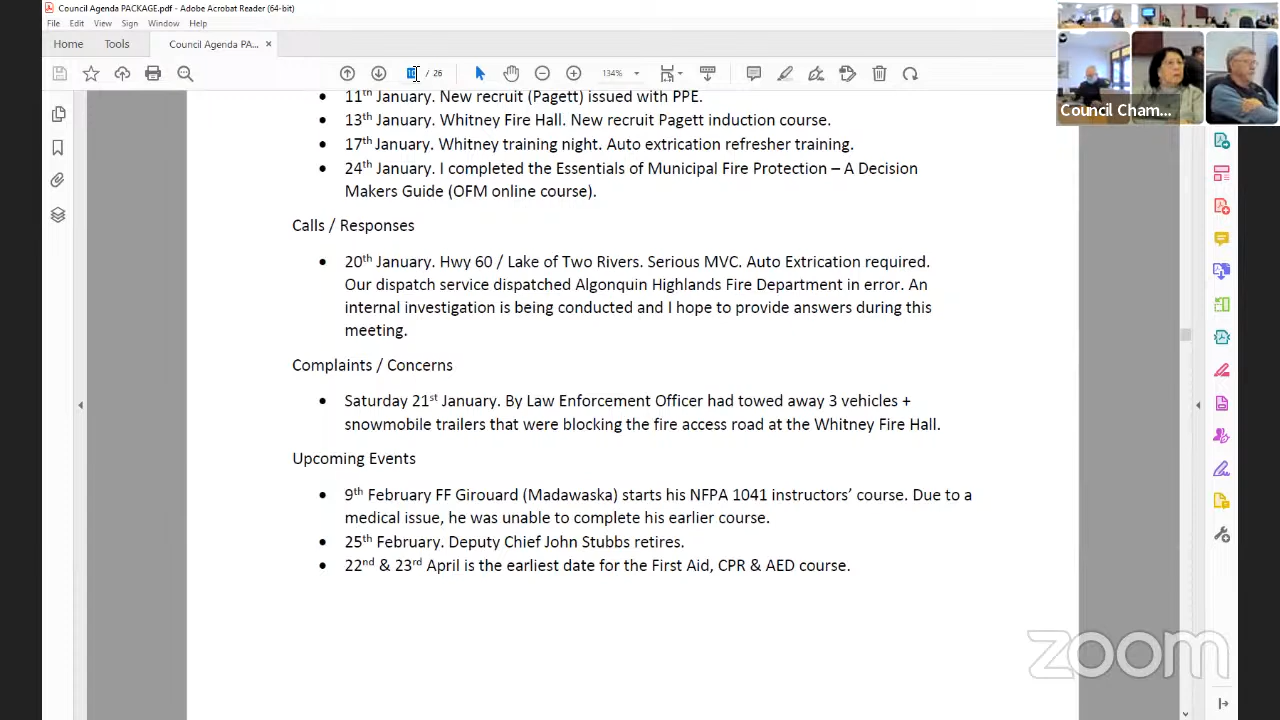 Council Agenda PACKAGE.pdf - Adobe Acrobat Reader (64-bit)
File Edit View Sign Window Help
Home Tools Council Agenda PA... ×
10 / 26 134%
• 11th January. New recruit (Pagett) issued with PPE.
• 13th January. Whitney Fire Hall. New recruit Pagett induction course.
• 17th January. Whitney training night. Auto extrication refresher training.
• 24th January. I completed the Essentials of Municipal Fire Protection – A Decision
Makers Guide (OFM online course).
Calls / Responses
• 20th January. Hwy 60 / Lake of Two Rivers. Serious MVC. Auto Extrication required.
Our dispatch service dispatched Algonquin Highlands Fire Department in error. An
internal investigation is being conducted and I hope to provide answers during this
meeting.
Complaints / Concerns
• Saturday 21st January. By Law Enforcement Officer had towed away 3 vehicles +
snowmobile trailers that were blocking the fire access road at the Whitney Fire Hall.
Upcoming Events
• 9th February FF Girouard (Madawaska) starts his NFPA 1041 instructors’ course. Due to a
medical issue, he was unable to complete his earlier course.
• 25th February. Deputy Chief John Stubbs retires.
• 22nd & 23rd April is the earliest date for the First Aid, CPR & AED course.
Council Cham...
zoom